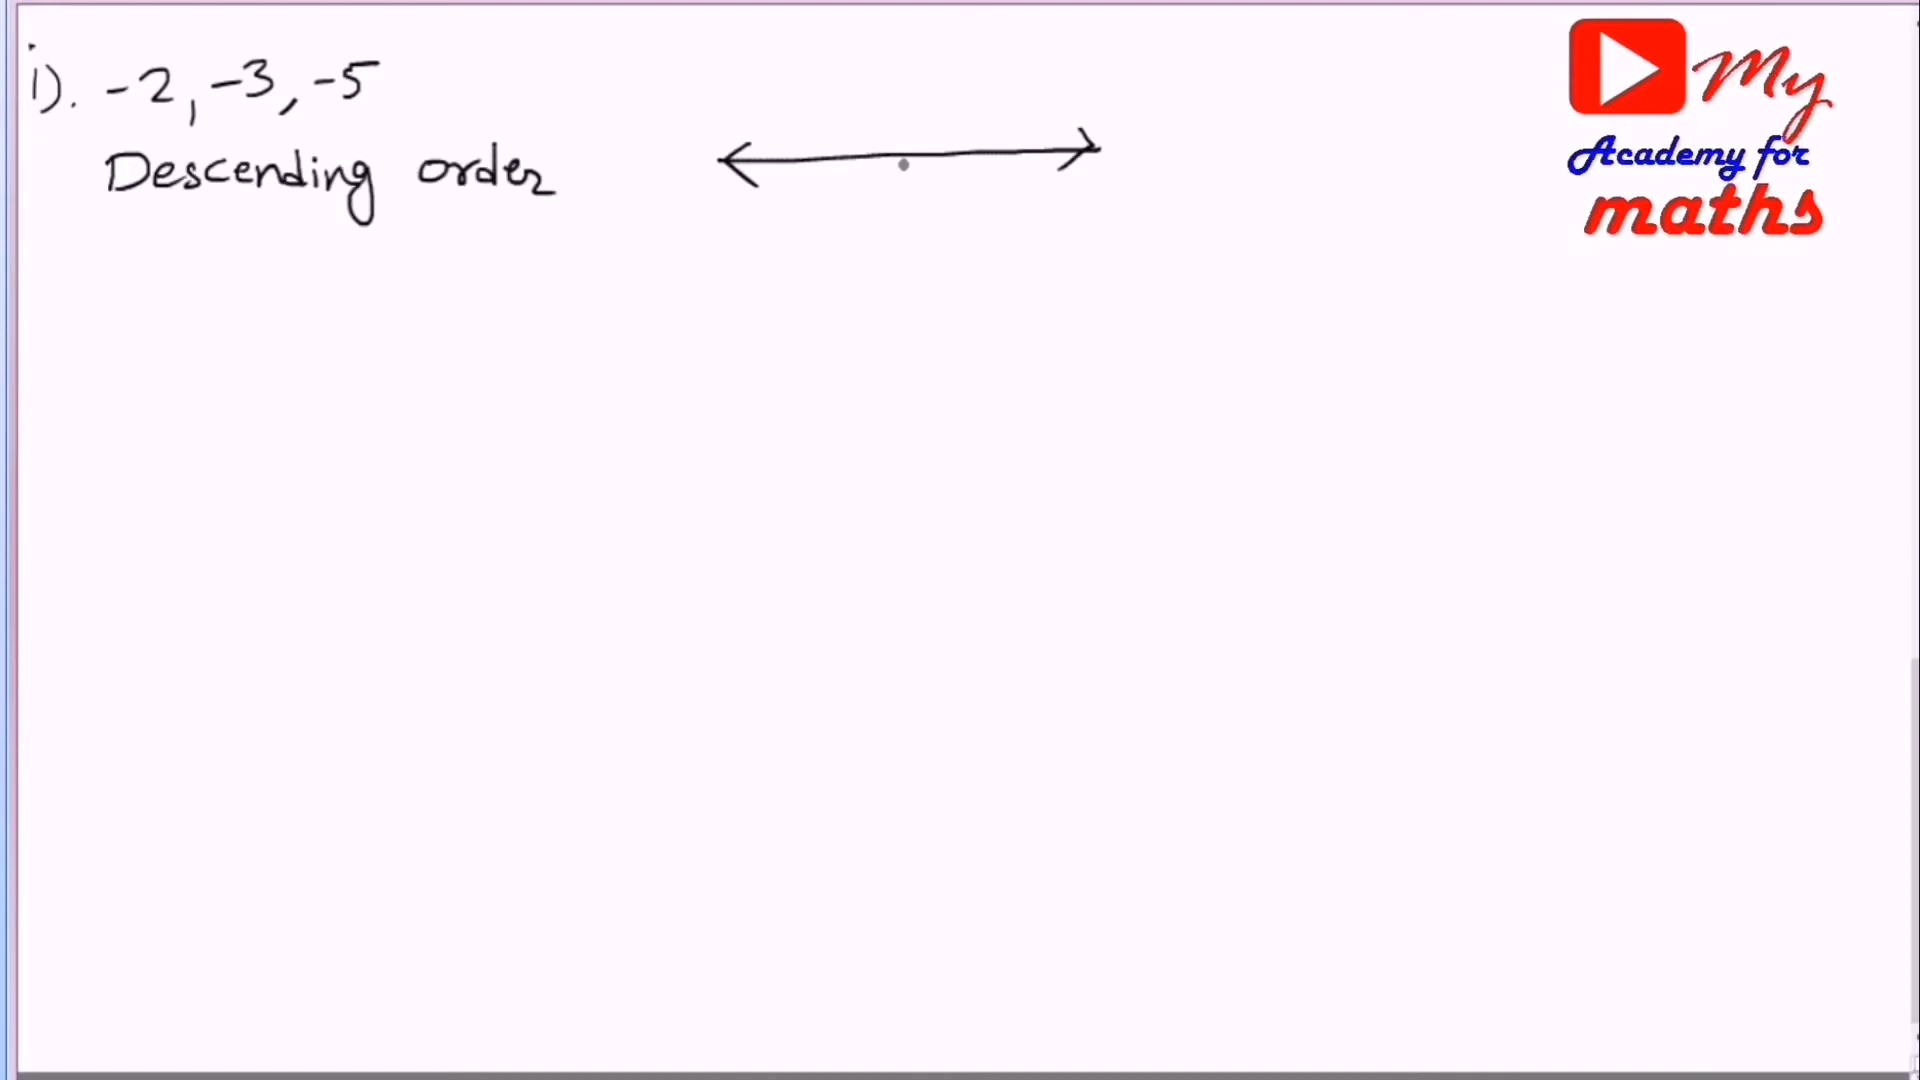 i). -2, -3, -5
Descending order
My
Academy for
maths